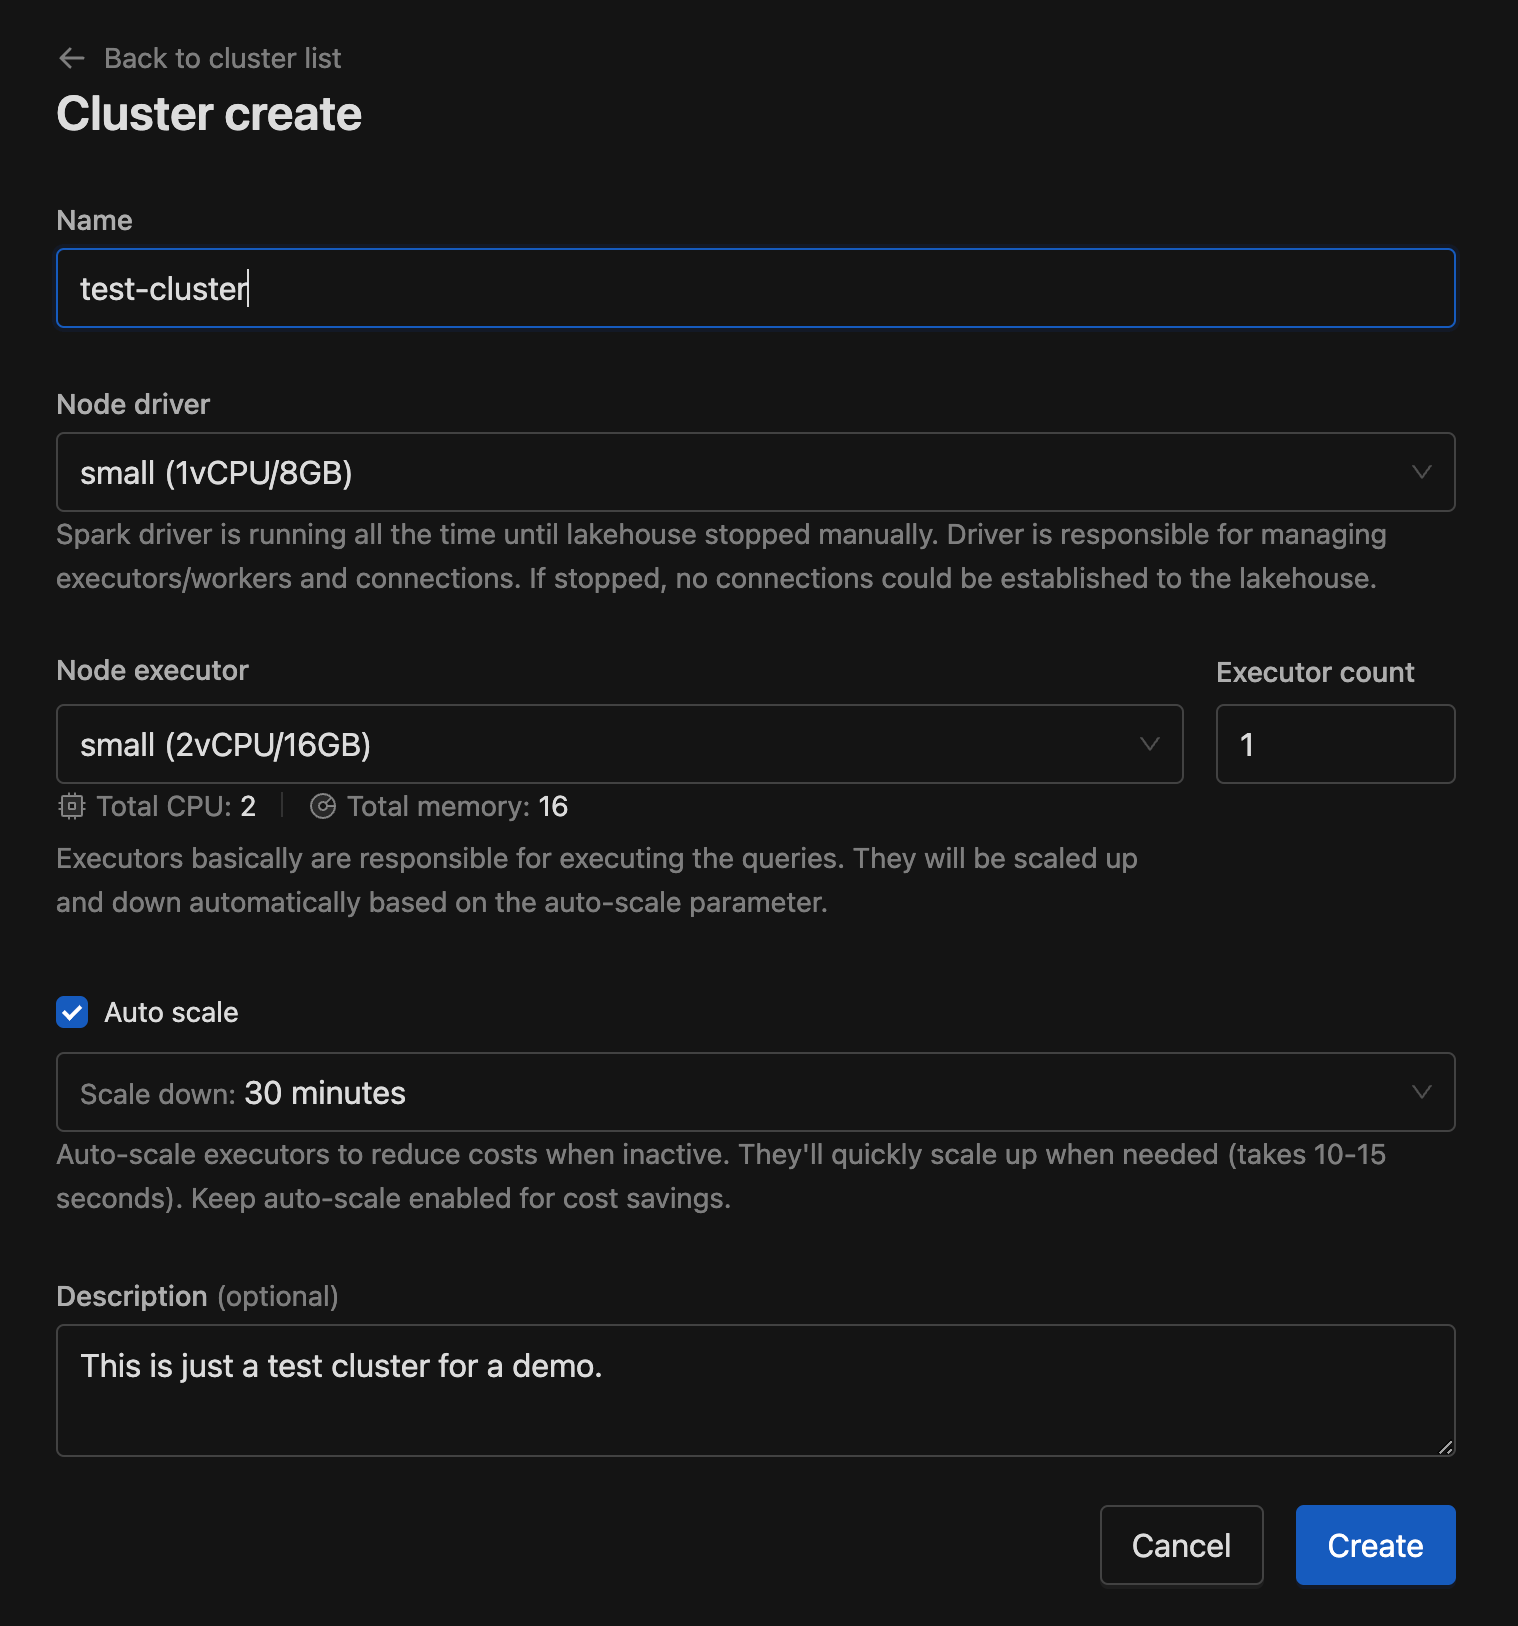 Back to cluster list
Cluster create
Name
test-cluster
Node driver
small (1vCPU/8GB)
Spark driver is running all the time until lakehouse stopped manually. Driver is responsible for managing
executors/workers and connections. If stopped, no connections could be established to the lakehouse.
Node executor
Executor count
small (2vCPU/16GB)
1
Total CPU: 2
Total memory: 16
Executors basically are responsible for executing the queries. They will be scaled up
and down automatically based on the auto-scale parameter.
Auto scale
Scale down: 30 minutes
Auto-scale executors to reduce costs when inactive. They'll quickly scale up when needed (takes 10-15
seconds). Keep auto-scale enabled for cost savings.
Description (optional)
This is just a test cluster for a demo.
Cancel
Create